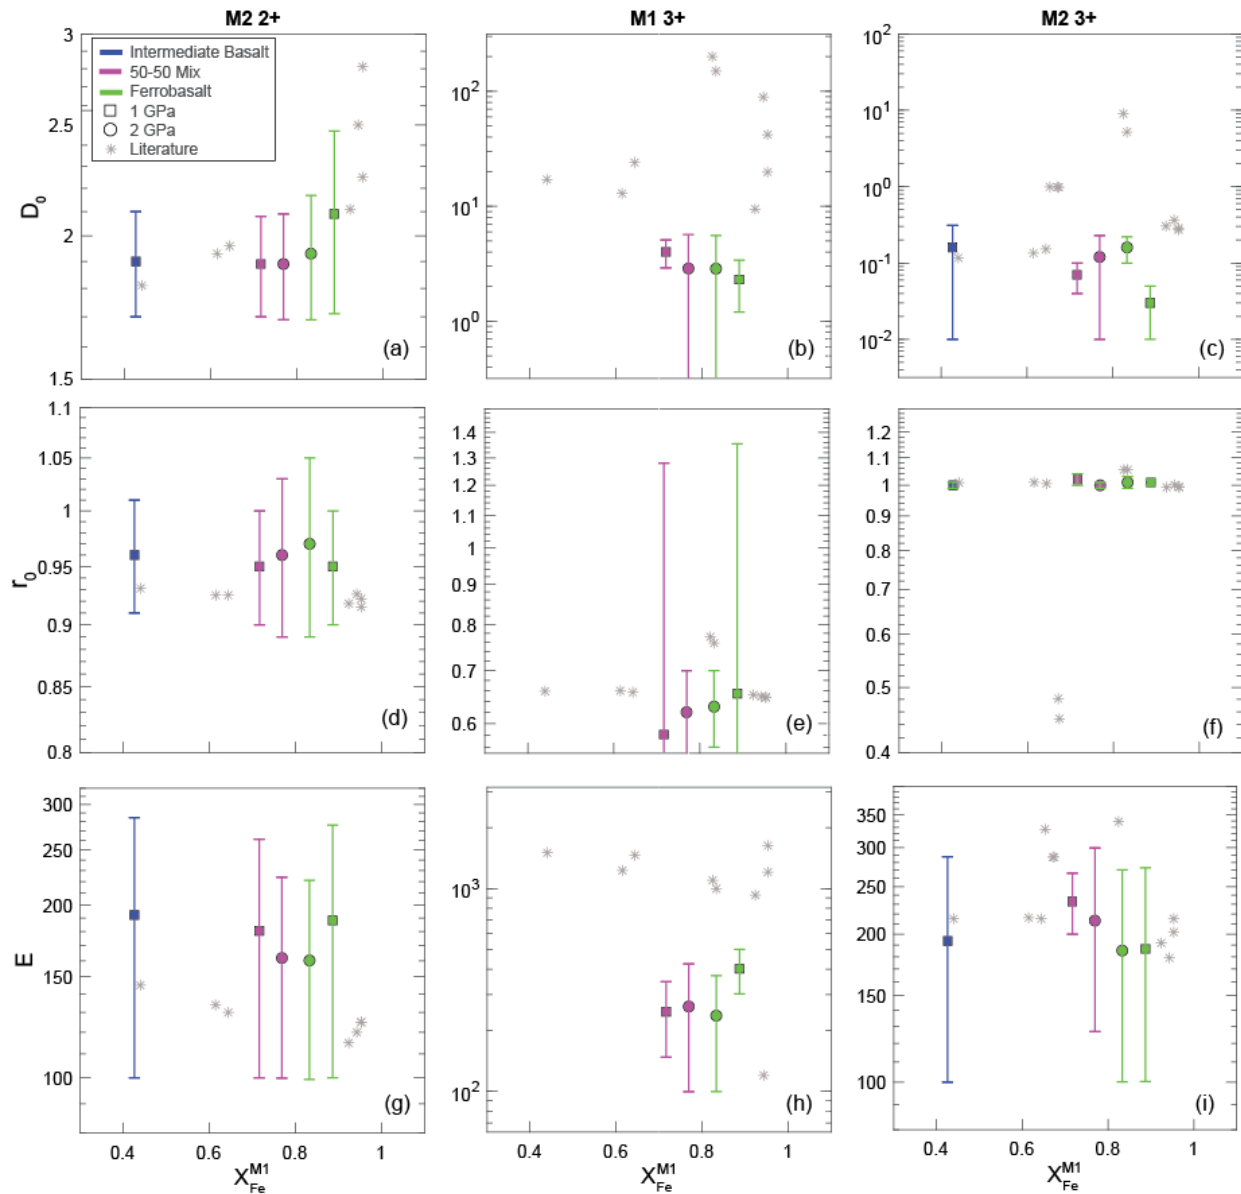 M2 2+
M1 3+
M2 3+
D0
3
2.5
2
1.5
Intermediate Basalt
50-50 Mix
Ferrobasalt
1 GPa
2 GPa
Literature
(a)
10^2
10^1
10^0
(b)
10^2
10^1
10^0
10^-1
10^-2
(c)
r0
1.1
1.05
1
0.95
0.9
0.85
0.8
(d)
1.4
1.3
1.2
1.1
1
0.9
0.8
0.7
0.6
(e)
1.2
1.1
1.0
0.9
0.8
0.7
0.6
0.5
0.4
(f)
E
300
250
200
150
100
(g)
10^3
10^2
(h)
350
300
250
200
150
100
(i)
0.4 0.6 0.8 1
0.4 0.6 0.8 1
0.4 0.6 0.8 1
X_Fe^M1
X_Fe^M1
X_Fe^M1